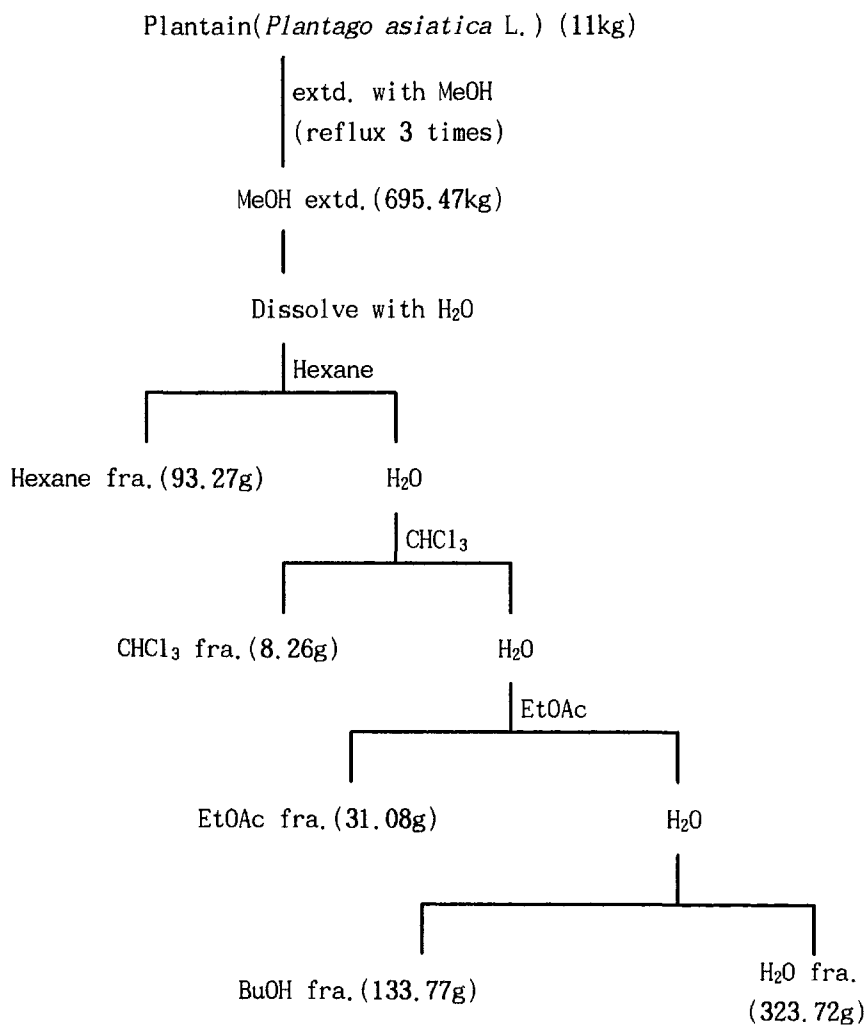 Plantain(Plantago asiatica L.) (11kg)
extd. with MeOH
(reflux 3 times)
MeOH extd.(695.47kg)
Dissolve with H₂O
Hexane
Hexane fra.(93.27g)
H₂O
CHCl₃
CHCl₃ fra.(8.26g)
H₂O
EtOAc
EtOAc fra.(31.08g)
H₂O
BuOH fra.(133.77g)
H₂O fra.
(323.72g)